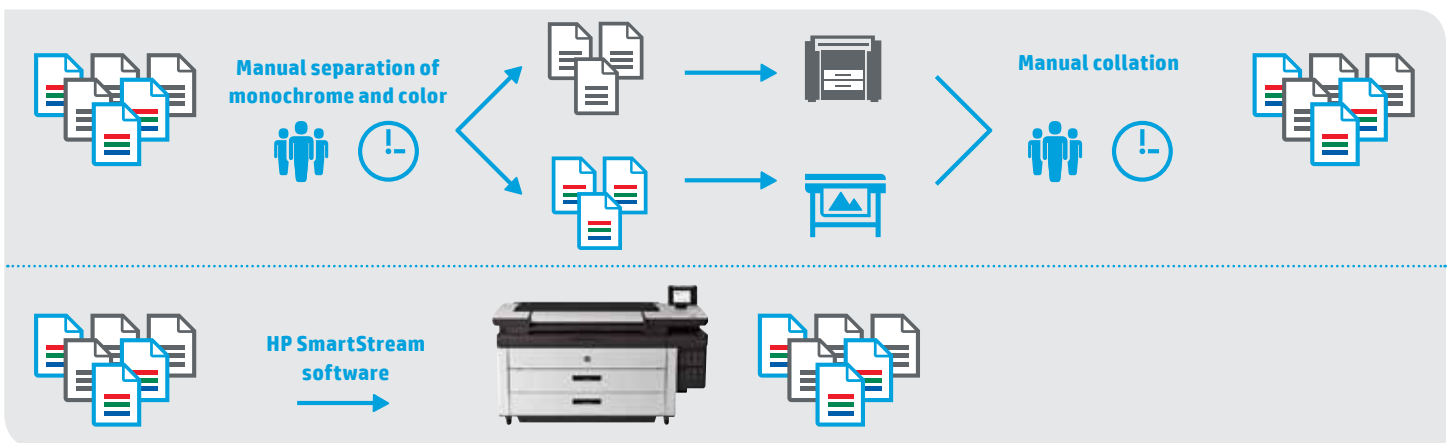 Manual separation of
monochrome and color
Manual collation
HP SmartStream
software